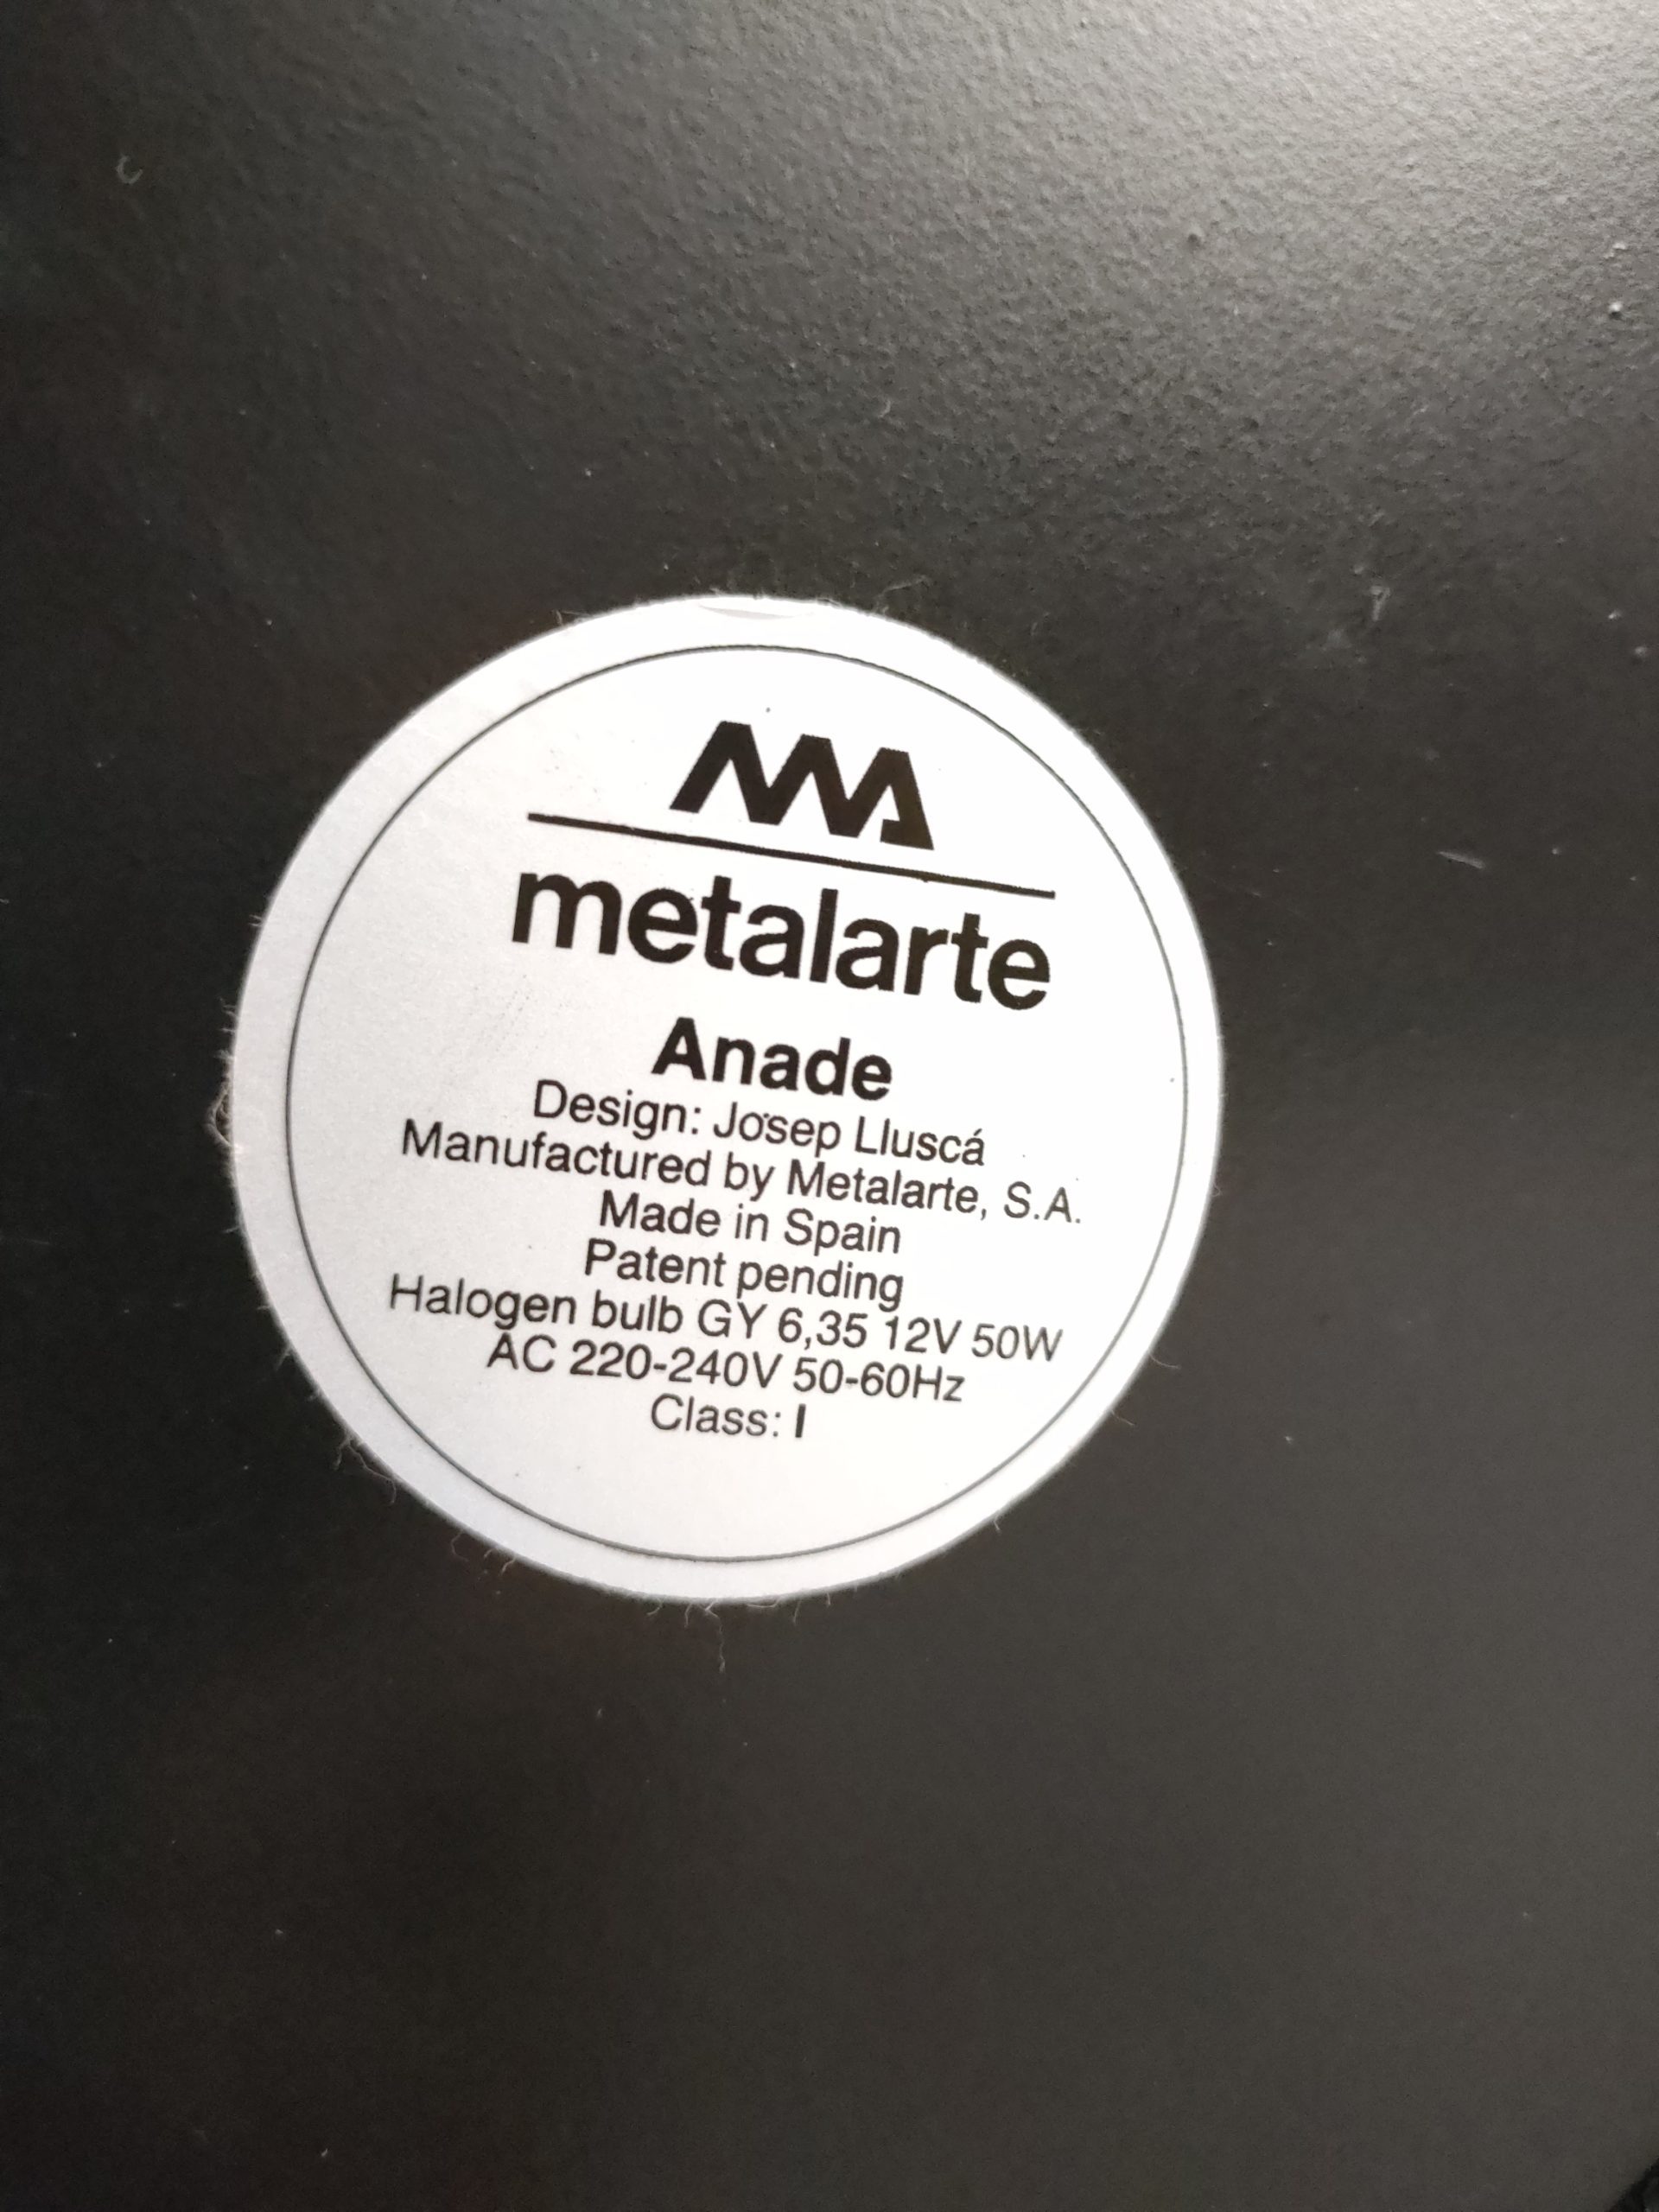 metalarte
Anade
Design: Josep Lluscá
Manufactured by Metalarte, S.A.
Made in Spain
Patent pending
Halogen bulb GY 6,35 12V 50W
AC 220-240V 50-60Hz
Class: I